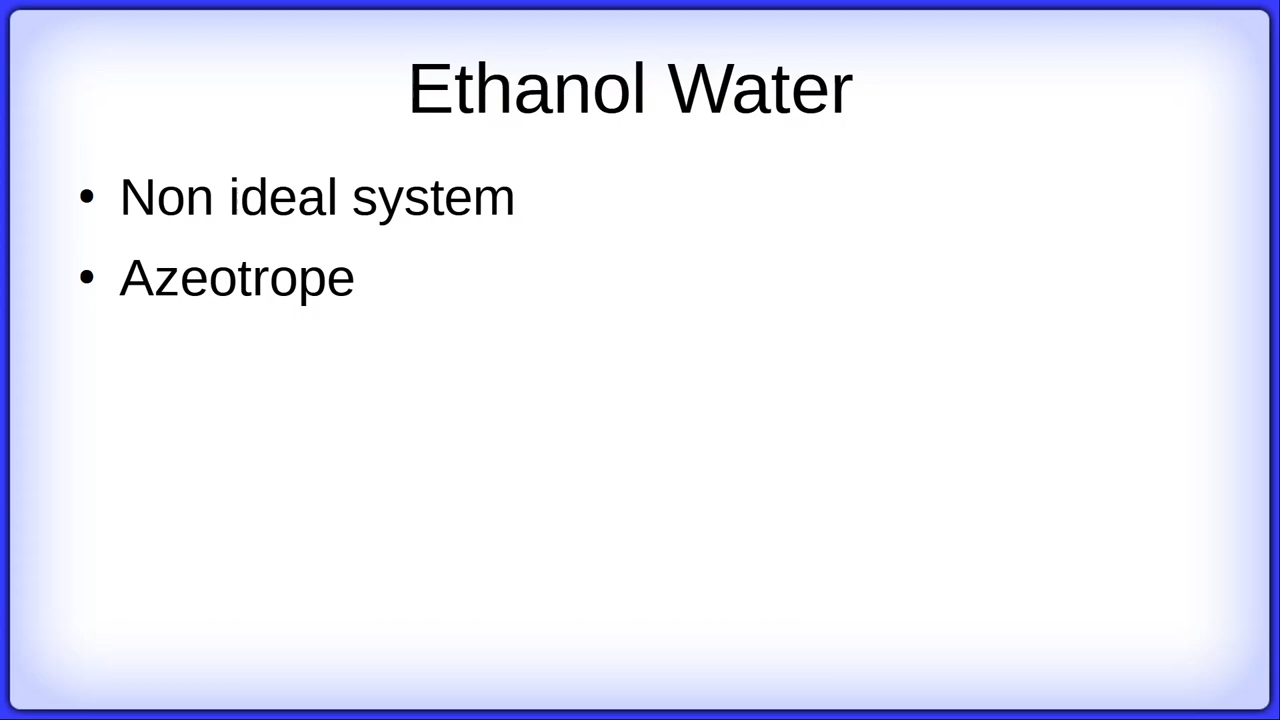 Ethanol Water
• Non ideal system
• Azeotrope